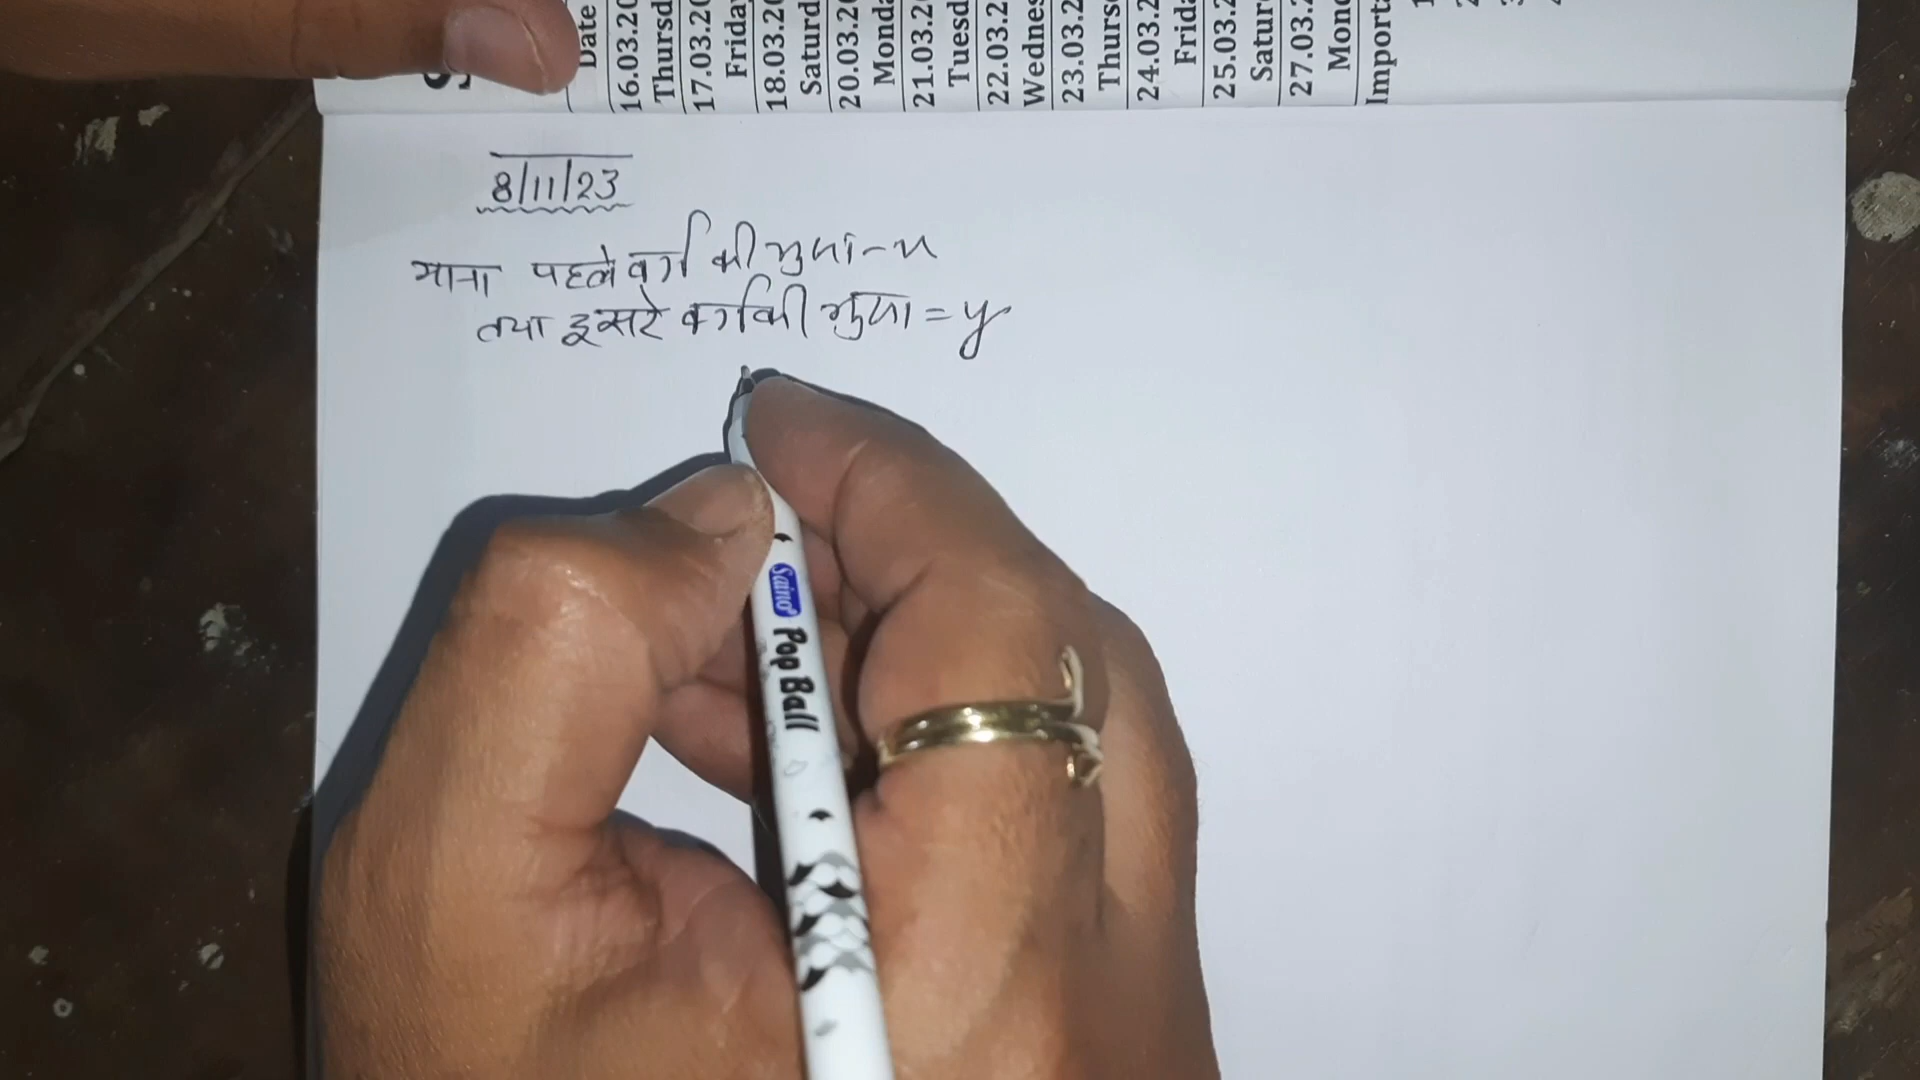 8/11/23
माना पहले वर्ग की भुजा - x
तथा दूसरे वर्ग की भुजा = y
Date
16.03.20
Thursd
17.03.20
Friday
18.03.20
Saturd
20.03.20
Monda
21.03.20
Tuesd
22.03.2
Wednes
23.03.2
Thurs
24.03.2
Frida
25.03.2
Satur
27.03.2
Mon
Importa
Saino Pop Ball